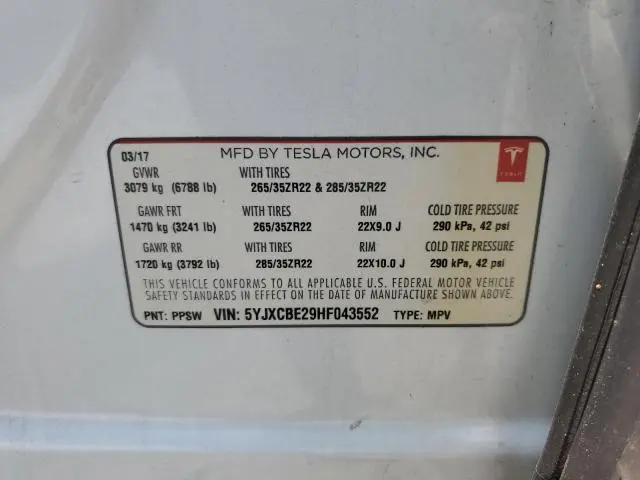 03/17 MFD BY TESLA MOTORS, INC.
GVWR WITH TIRES
3079 kg (6788 lb) 265/35ZR22 & 285/35ZR22
TESLA
GAWR FRT WITH TIRES RIM COLD TIRE PRESSURE
1470 kg (3241 lb) 265/35ZR22 22X9.0 J 290 kPa, 42 psi
GAWR RR WITH TIRES RIM COLD TIRE PRESSURE
1720 kg (3792 lb) 285/35ZR22 22X10.0 J 290 kPa, 42 psi
THIS VEHICLE CONFORMS TO ALL APPLICABLE U.S. FEDERAL MOTOR VEHICLE
SAFETY STANDARDS IN EFFECT ON THE DATE OF MANUFACTURE SHOWN ABOVE.
PNT: PPSW VIN: 5YJXCBE29HF043552 TYPE: MPV